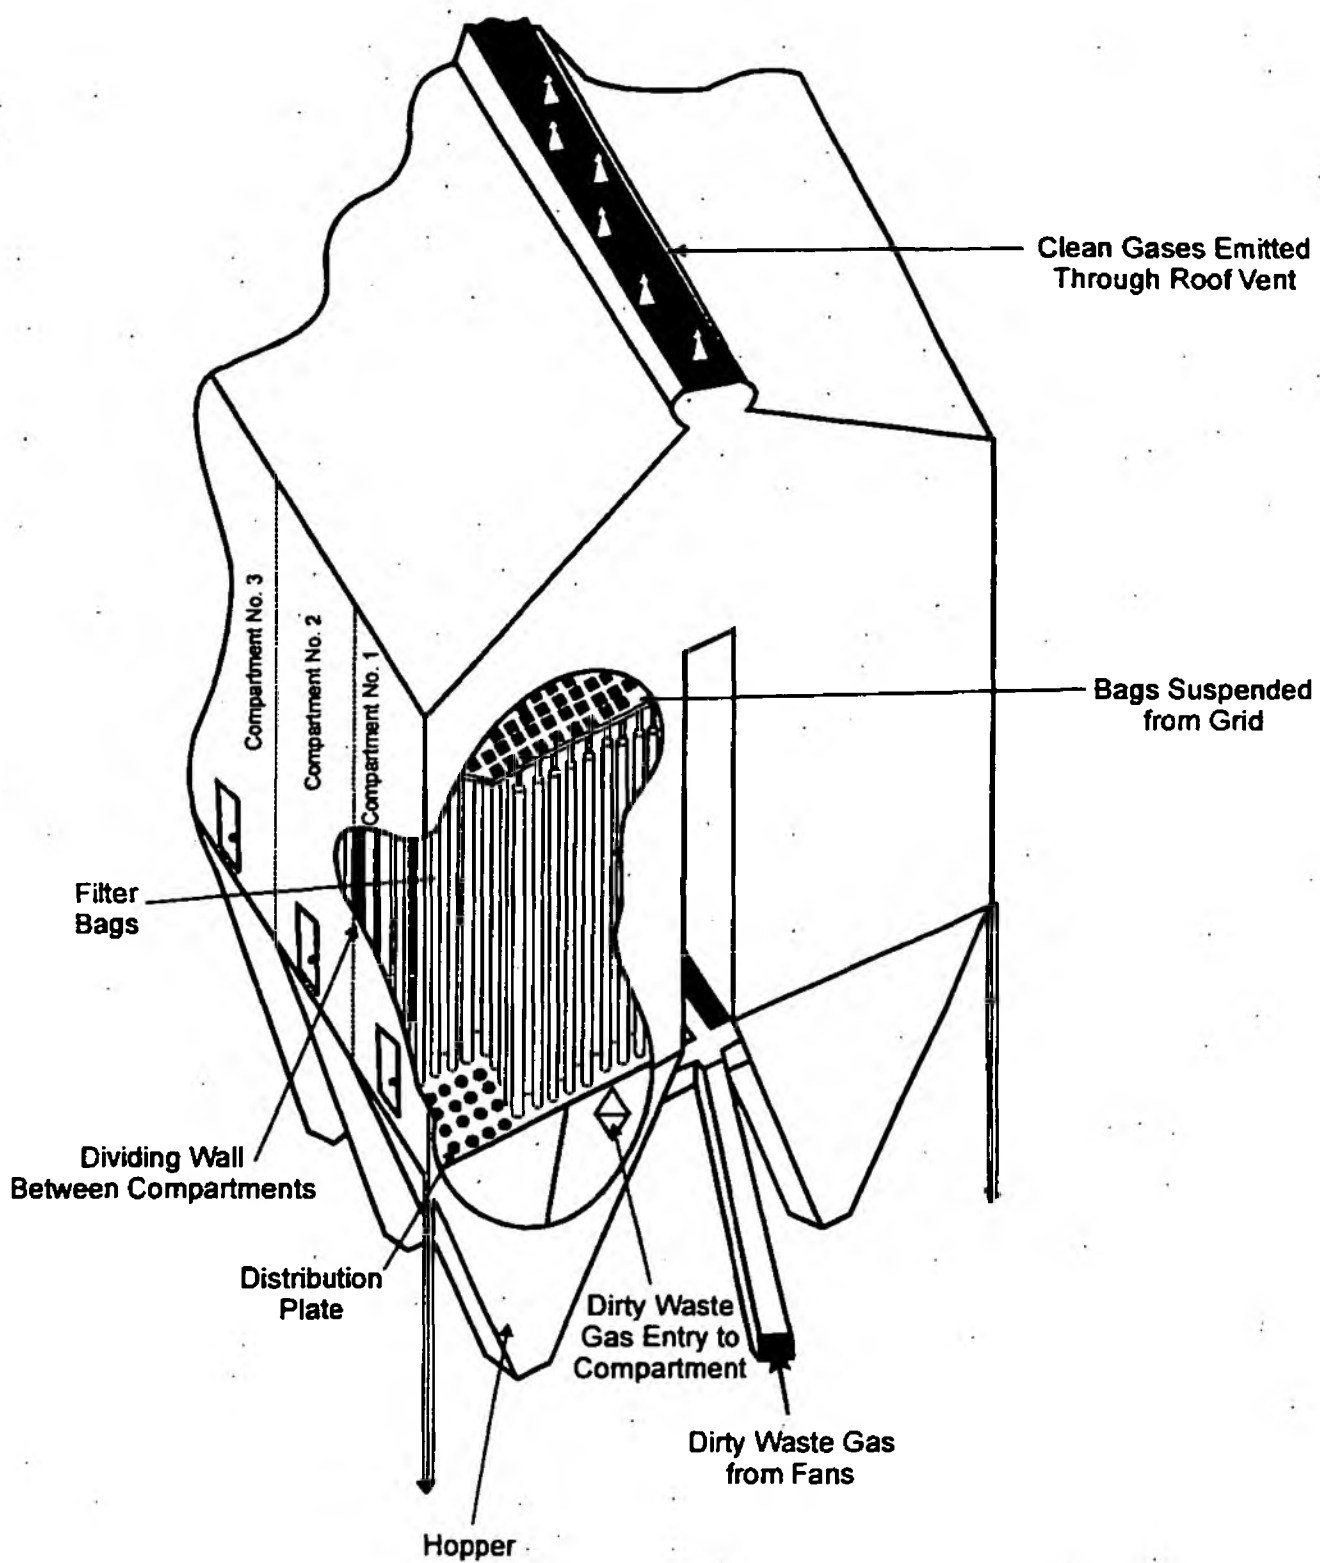 Clean Gases Emitted
Through Roof Vent
Compartment No. 3
Compartment No. 2
Compartment No. 1
Bags Suspended
from Grid
Filter
Bags
Dividing Wall
Between Compartments
Distribution
Plate
Dirty Waste
Gas Entry to
Compartment
Dirty Waste Gas
from Fans
Hopper